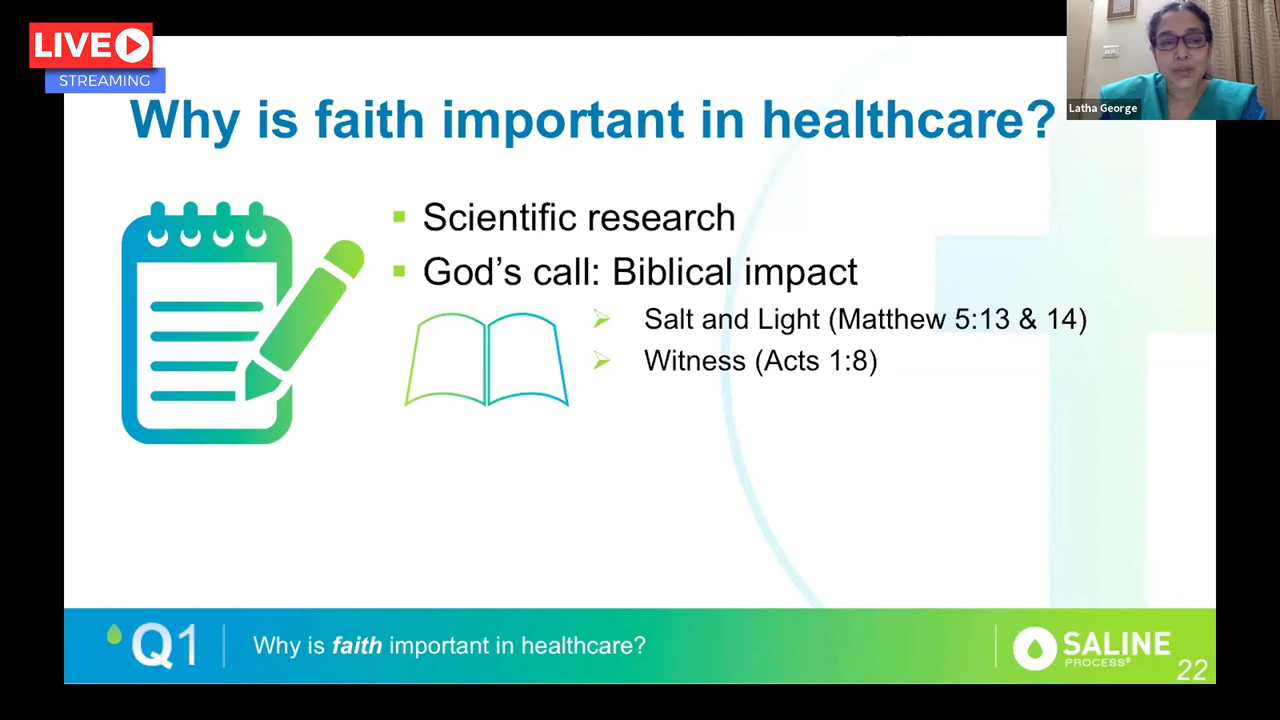 LIVE
STREAMING
Latha George
Why is faith important in healthcare?
▪ Scientific research
▪ God’s call: Biblical impact
➢ Salt and Light (Matthew 5:13 & 14)
➢ Witness (Acts 1:8)
Q1
Why is faith important in healthcare?
SALINE
PROCESS®
22